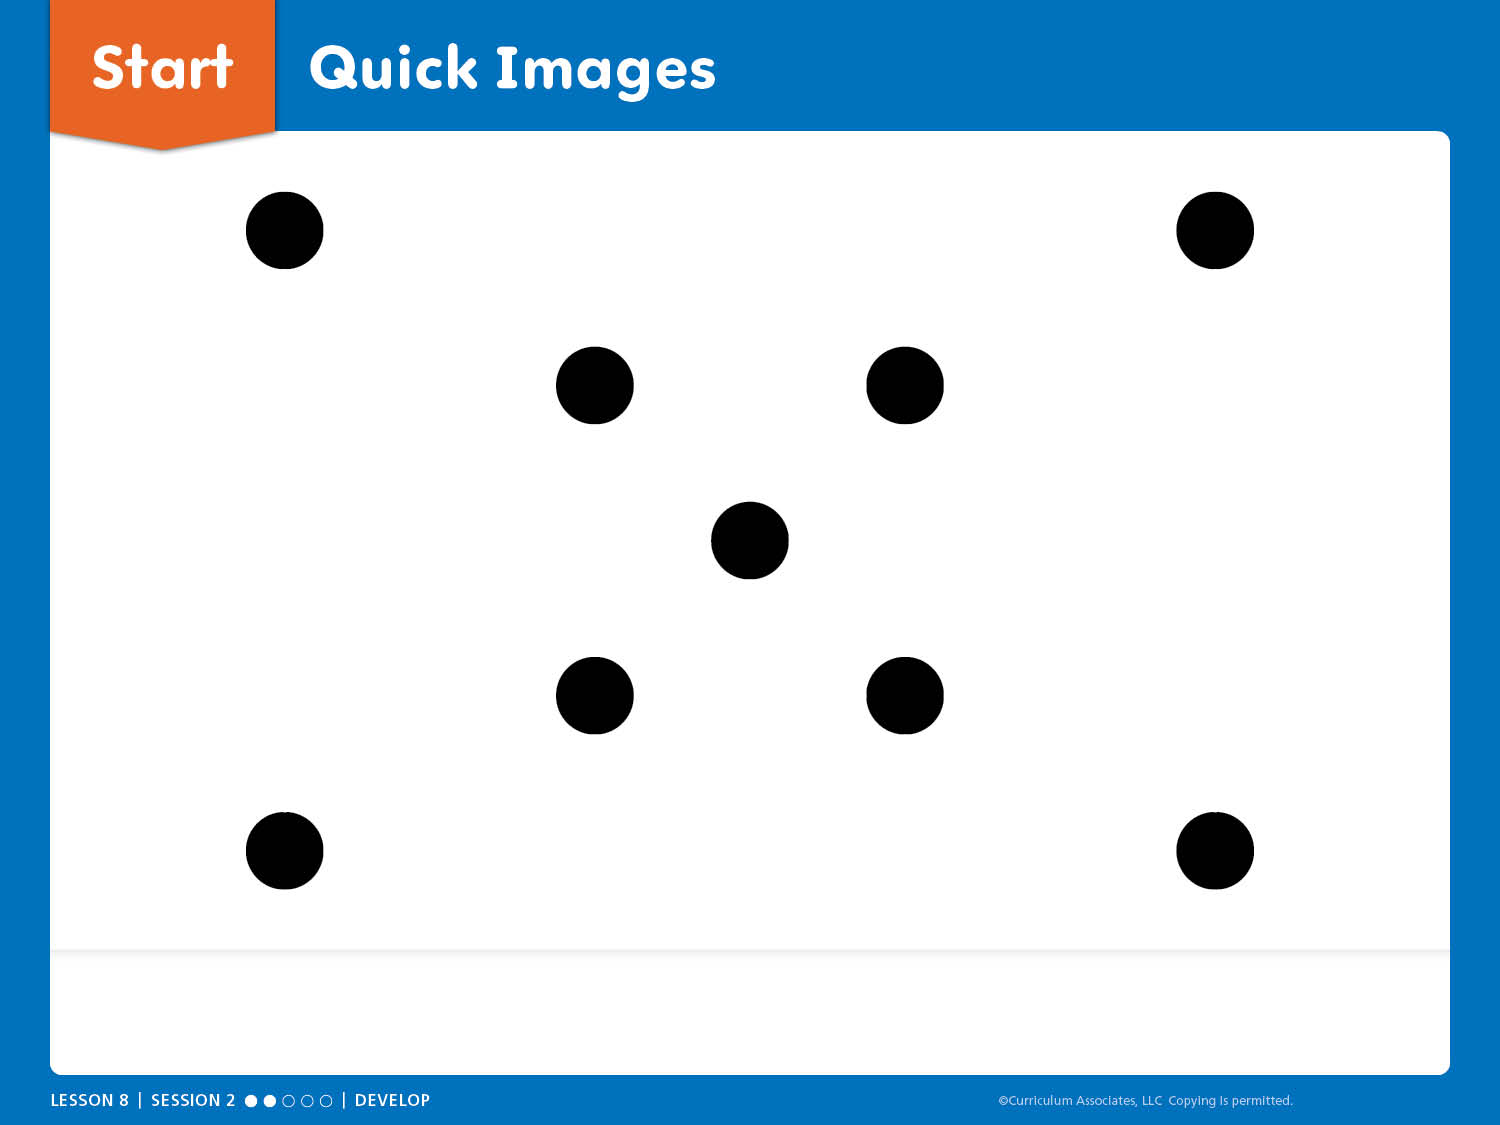 Start
Quick Images
LESSON 8 | SESSION 2 ●●○○○ | DEVELOP
©Curriculum Associates, LLC Copying is permitted.